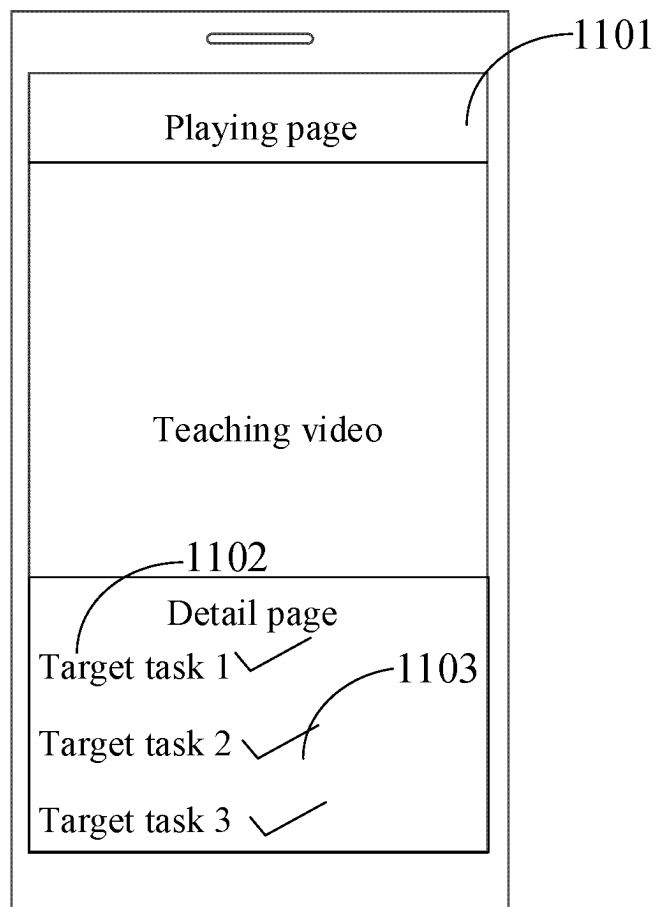 1101
Playing page
Teaching video
1102
Detail page
Target task 1
1103
Target task 2
Target task 3